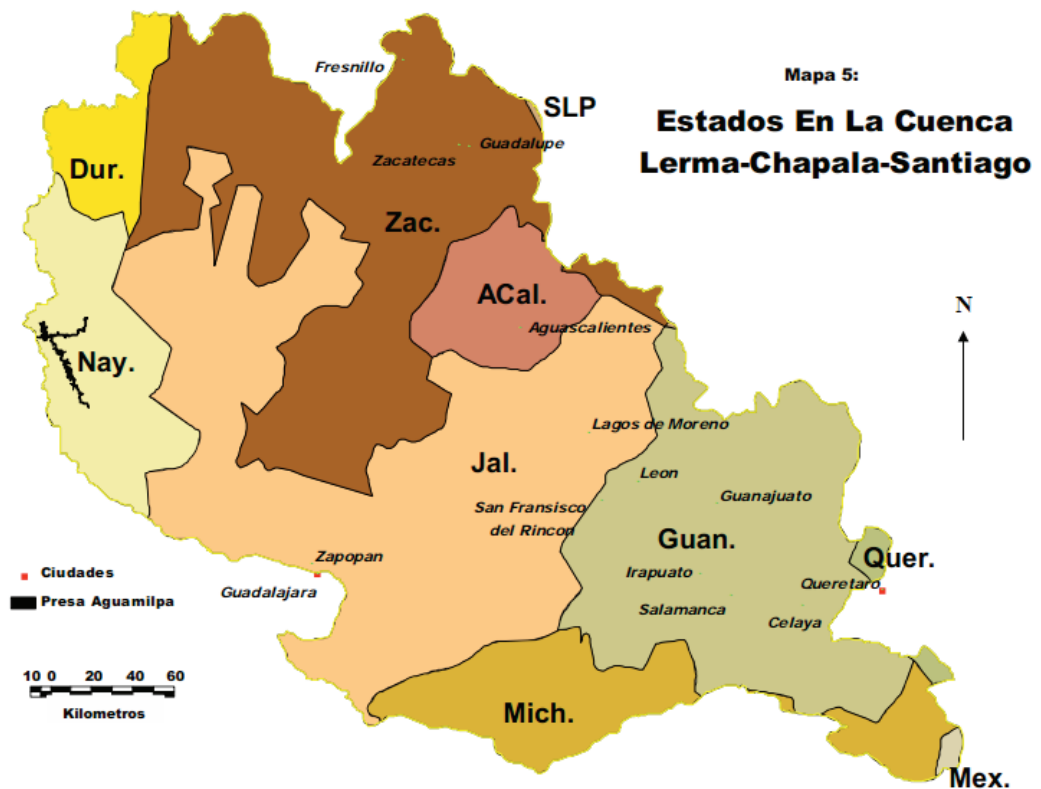 Mapa 5:
Estados En La Cuenca
Lerma-Chapala-Santiago
Fresnillo
SLP
Guadalupe
Zacatecas
Dur.
Zac.
ACal.
Aguascalientes
N
Nay.
Lagos de Moreno
Jal.
Leon
Guanajuato
San Fransisco
del Rincon
Guan.
Zapopan
Quer.
Ciudades
Irapuato
Queretaro
Guadalajara
Presa Aguamilpa
Salamanca
Celaya
10 0 20 40 60
Kilometros
Mich.
Mex.